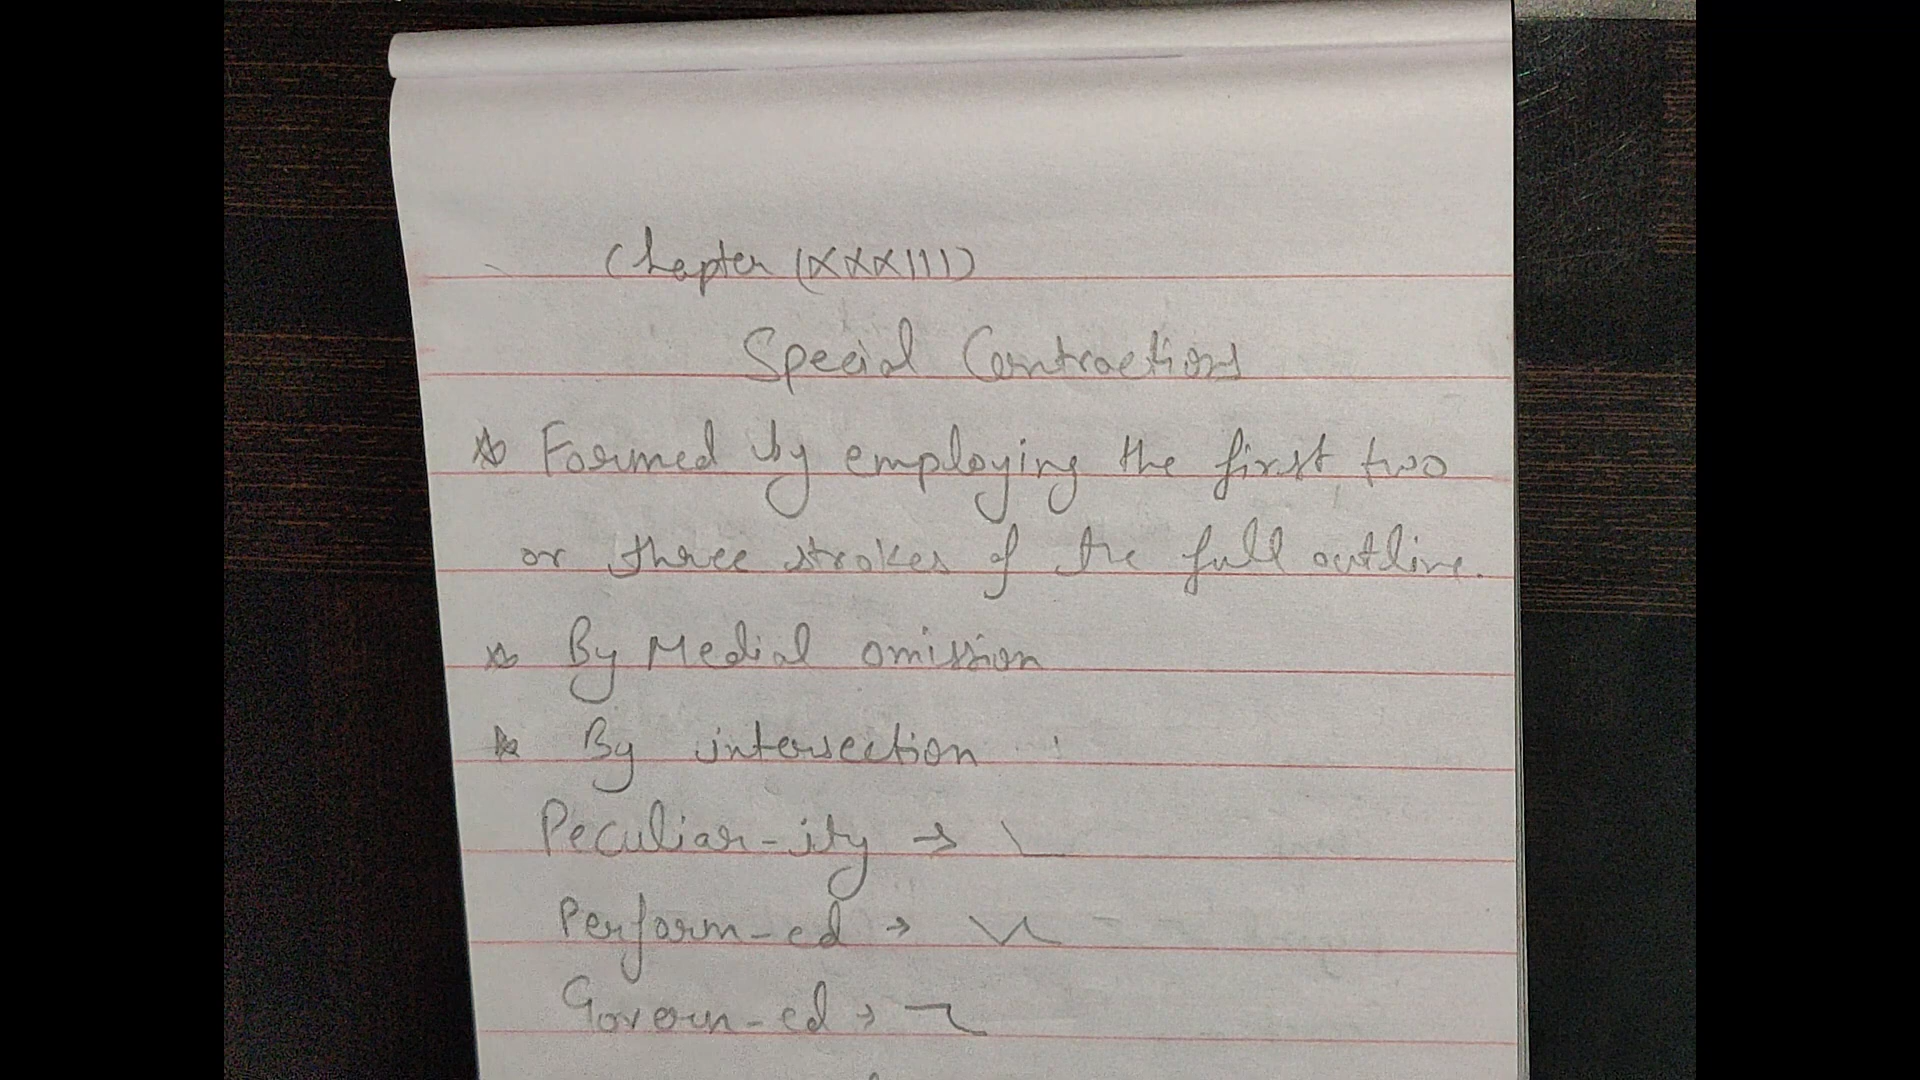 Chapter (XXXIII)
Special Contractions
Formed by employing the first two
or three strokes of the full outline.
By Medial omission
By intersection
Peculiar-ity →
Perform-ed →
Govern-ed →